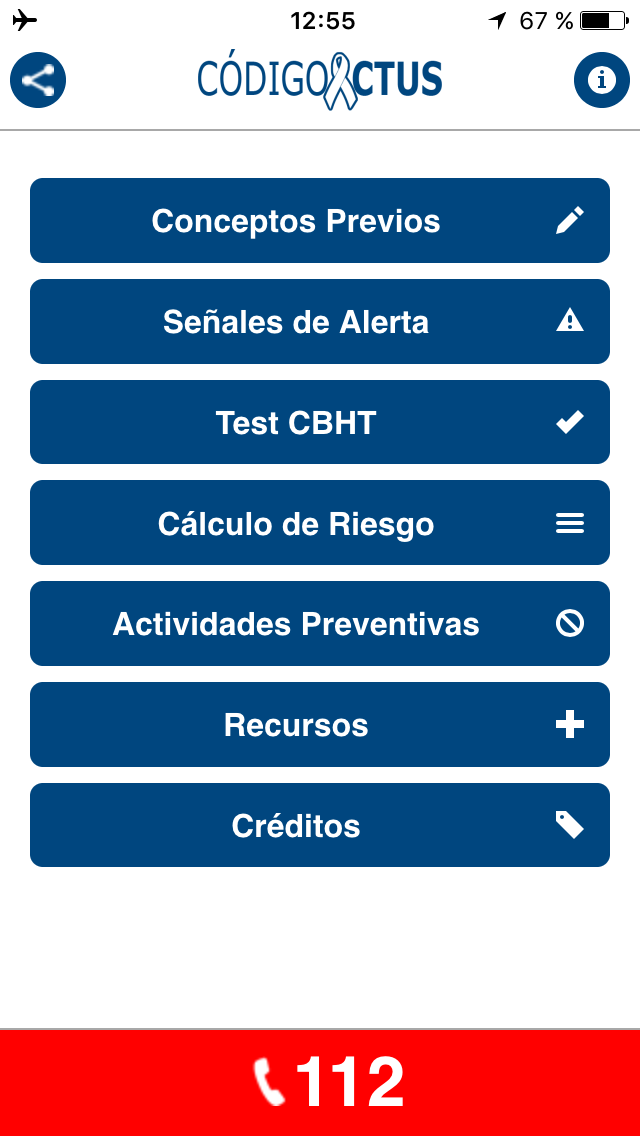 12:55
67 %
CÓDIGO CTUS
Conceptos Previos
Señales de Alerta
Test CBHT
Cálculo de Riesgo
Actividades Preventivas
Recursos
Créditos
112